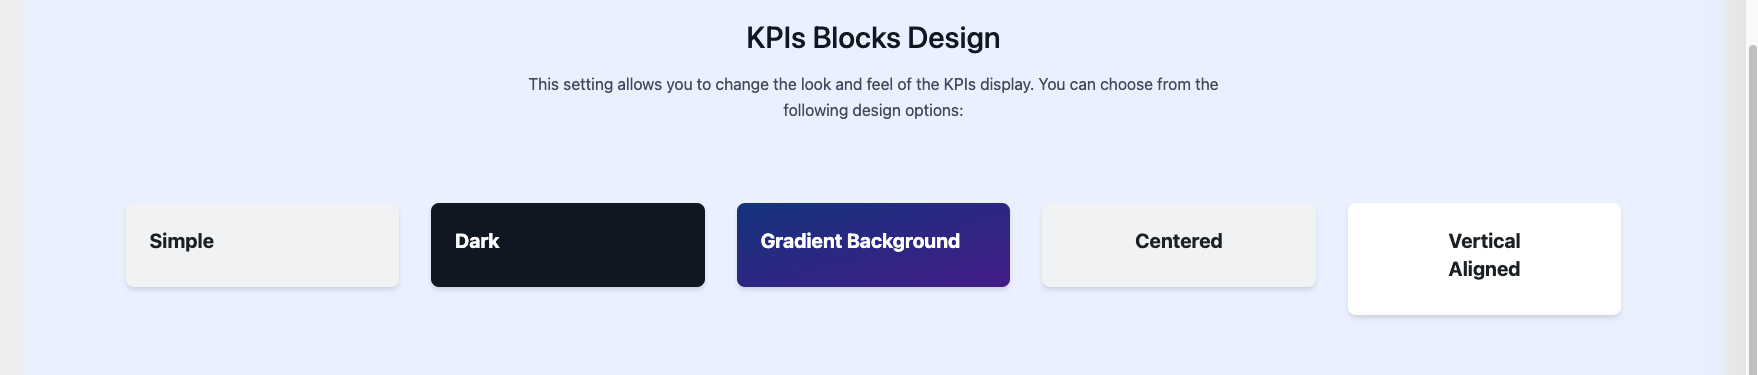 KPIs Blocks Design
This setting allows you to change the look and feel of the KPIs display. You can choose from the
following design options:
Simple
Dark
Gradient Background
Centered
Vertical
Aligned